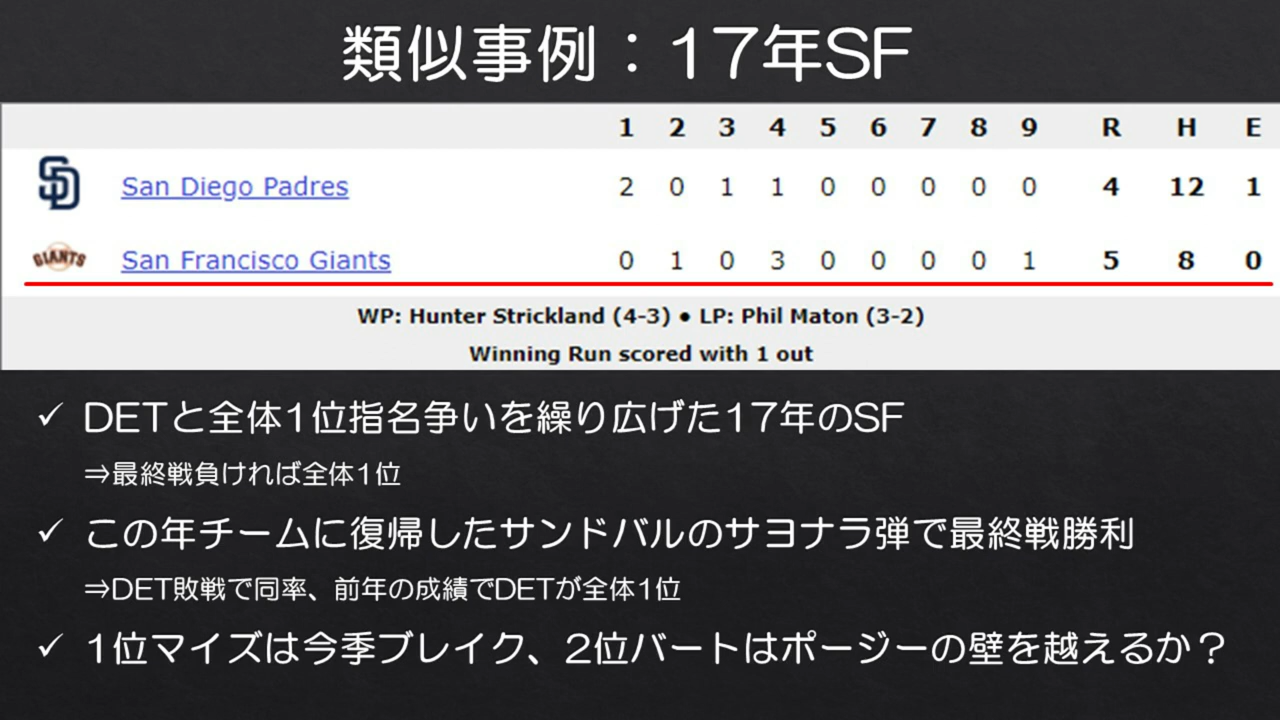 類似事例：17年SF
1 2 3 4 5 6 7 8 9 R H E
SD San Diego Padres 2 0 1 1 0 0 0 0 0 4 12 1
GIANTS San Francisco Giants 0 1 0 3 0 0 0 0 1 5 8 0
WP: Hunter Strickland (4-3) ● LP: Phil Maton (3-2)
Winning Run scored with 1 out
✓ DETと全体1位指名争いを繰り広げた17年のSF
⇒最終戦負ければ全体1位
✓ この年チームに復帰したサンドバルのサヨナラ弾で最終戦勝利
⇒DET敗戦で同率、前年の成績でDETが全体1位
✓ 1位マイズは今季ブレイク、2位バートはポージーの壁を越えるか？